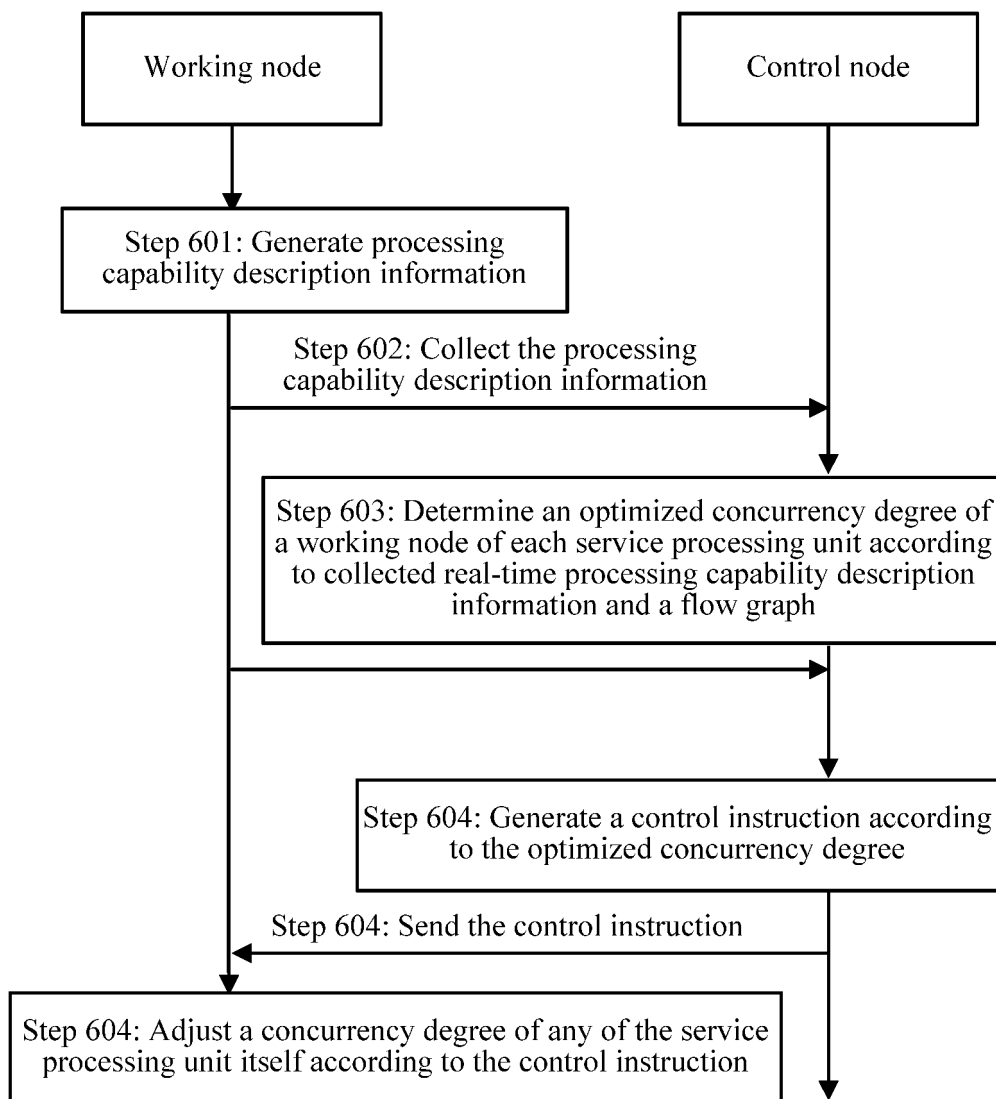 Working node
Control node
Step 601: Generate processing
capability description information
Step 602: Collect the processing
capability description information
Step 603: Determine an optimized concurrency degree of
a working node of each service processing unit according
to collected real-time processing capability description
information and a flow graph
Step 604: Generate a control instruction according
to the optimized concurrency degree
Step 604: Send the control instruction
Step 604: Adjust a concurrency degree of any of the service
processing unit itself according to the control instruction